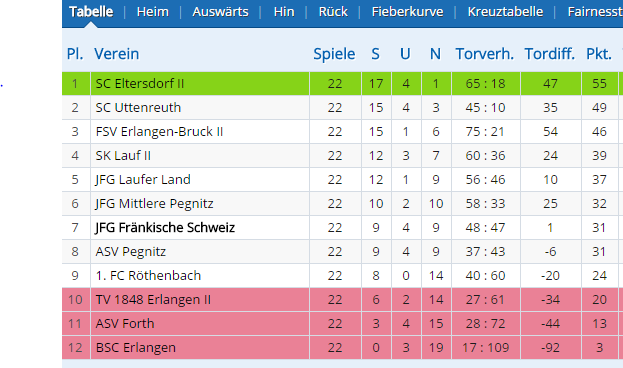 Tabelle | Heim | Auswärts | Hin | Rück | Fieberkurve | Kreuztabelle | Fairnesst
Pl. Verein Spiele S U N Torverh. Tordiff. Pkt.
1 SC Eltersdorf II 22 17 4 1 65 : 18 47 55
2 SC Uttenreuth 22 15 4 3 45 : 10 35 49
3 FSV Erlangen-Bruck II 22 15 1 6 75 : 21 54 46
4 SK Lauf II 22 12 3 7 60 : 36 24 39
5 JFG Laufer Land 22 12 1 9 56 : 46 10 37
6 JFG Mittlere Pegnitz 22 10 2 10 58 : 33 25 32
7 JFG Fränkische Schweiz 22 9 4 9 48 : 47 1 31
8 ASV Pegnitz 22 9 4 9 37 : 43 -6 31
9 1. FC Röthenbach 22 8 0 14 40 : 60 -20 24
10 TV 1848 Erlangen II 22 6 2 14 27 : 61 -34 20
11 ASV Forth 22 3 4 15 28 : 72 -44 13
12 BSC Erlangen 22 0 3 19 17 : 109 -92 3